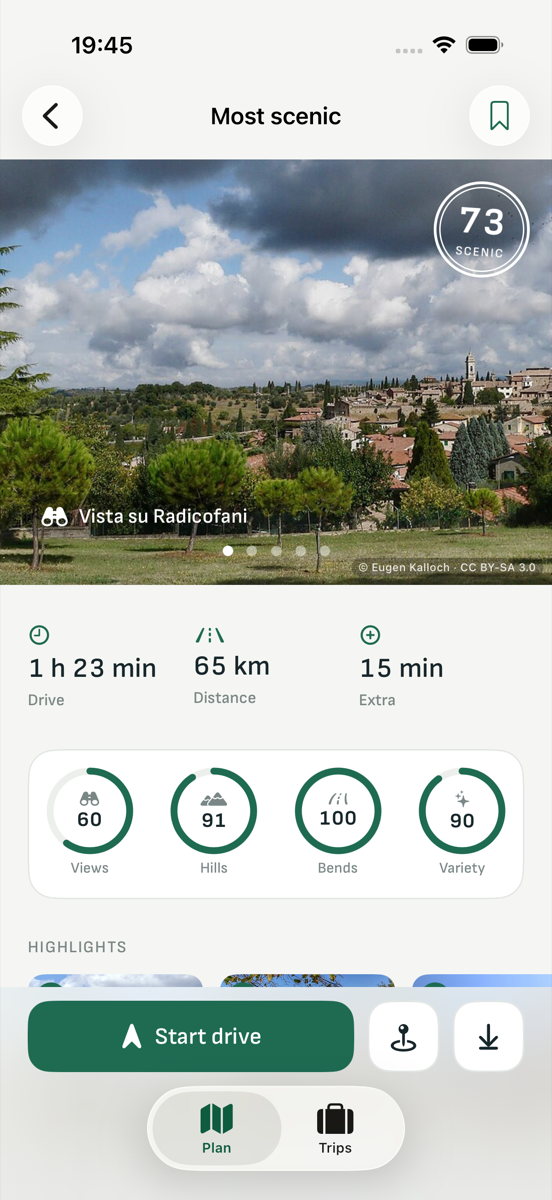 19:45
Most scenic
73
SCENIC
Vista su Radicofani
© Eugen Kalloch · CC BY-SA 3.0
1 h 23 min
Drive
65 km
Distance
15 min
Extra
60
Views
91
Hills
100
Bends
90
Variety
HIGHLIGHTS
Start drive
Plan
Trips